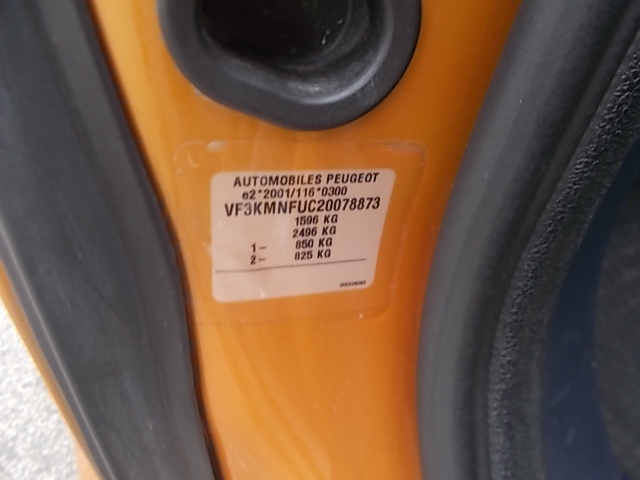 AUTOMOBILES PEUGEOT
e2*2001/116*0300
VF3KMNFUC20078873
1596 KG
2496 KG
1- 850 KG
2- 825 KG